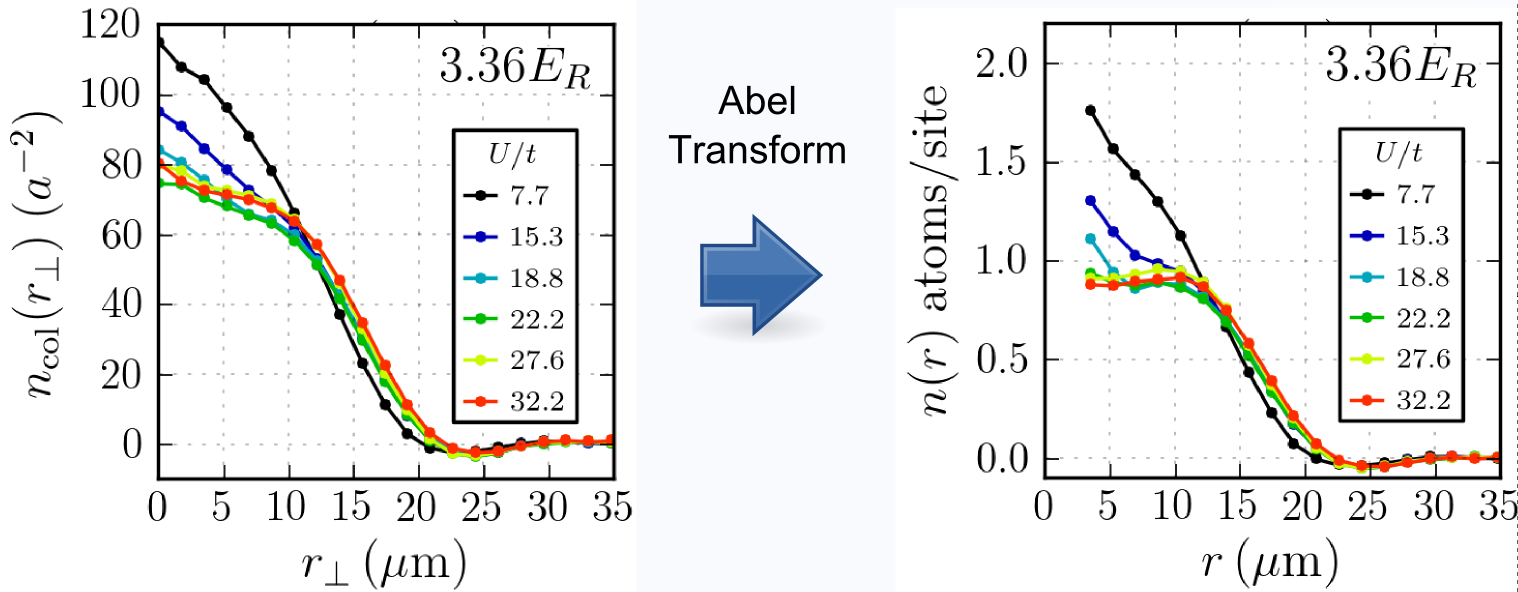 120
100
80
60
40
20
0
0 5 10 15 20 25 30 35
n_col(r_⊥) (a^−2)
r_⊥ (μm)
3.36E_R
U/t
7.7
15.3
18.8
22.2
27.6
32.2
Abel
Transform
2.0
1.5
1.0
0.5
0.0
0 5 10 15 20 25 30 35
n(r) atoms/site
r (μm)
3.36E_R
U/t
7.7
15.3
18.8
22.2
27.6
32.2